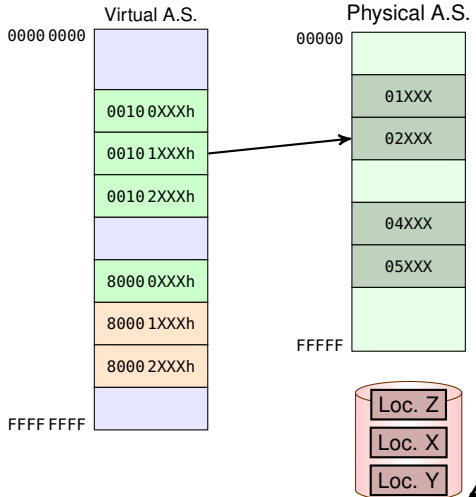 Virtual A.S.
0000 0000
0010 0XXXh
0010 1XXXh
0010 2XXXh
8000 0XXXh
8000 1XXXh
8000 2XXXh
FFFF FFFF
Physical A.S.
00000
01XXX
02XXX
04XXX
05XXX
FFFFF
Loc. Z
Loc. X
Loc. Y